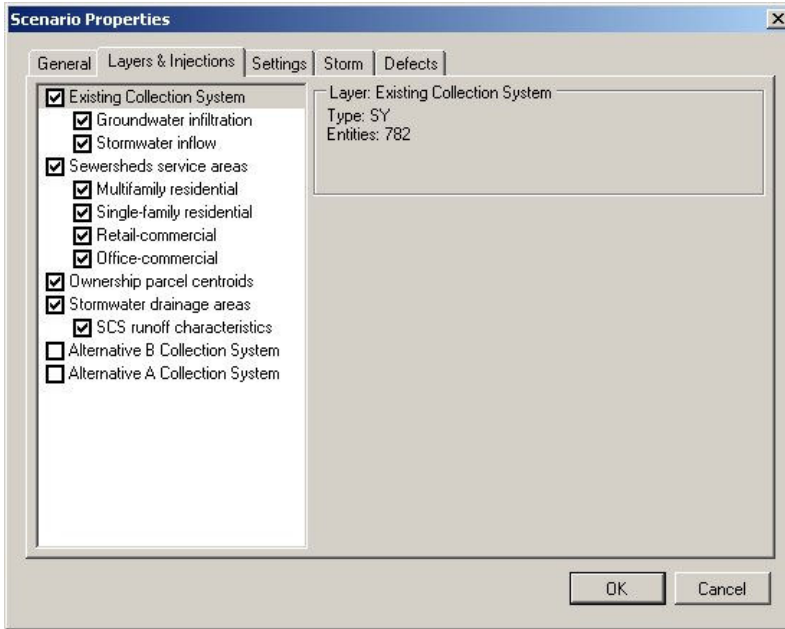 Scenario Properties
General Layers & Injections Settings Storm Defects
Existing Collection System
Groundwater infiltration
Stormwater inflow
Sewersheds service areas
Multifamily residential
Single-family residential
Retail-commercial
Office-commercial
Ownership parcel centroids
Stormwater drainage areas
SCS runoff characteristics
Alternative B Collection System
Alternative A Collection System
Layer: Existing Collection System
Type: SY
Entities: 782
OK Cancel